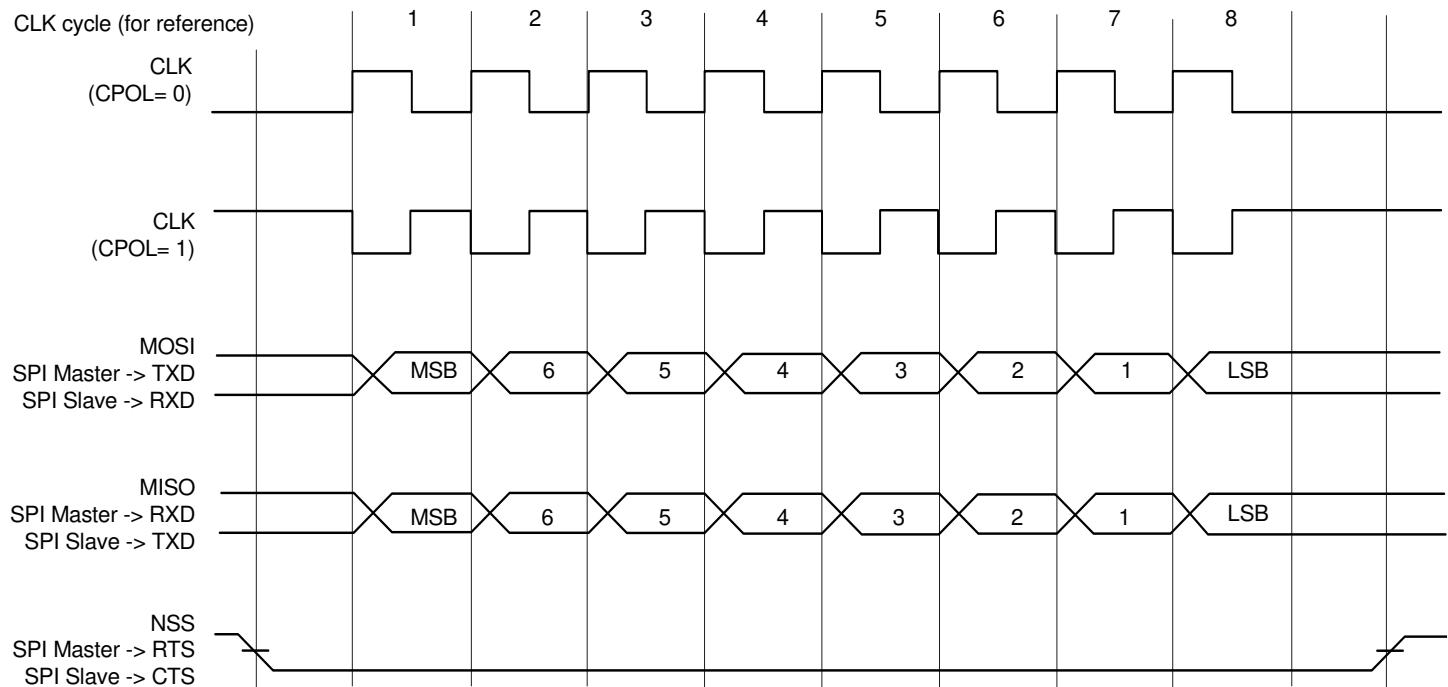 CLK cycle (for reference) 1 2 3 4 5 6 7 8
CLK
(CPOL= 0)
CLK
(CPOL= 1)
MOSI
SPI Master -> TXD
SPI Slave -> RXD
MSB 6 5 4 3 2 1 LSB
MISO
SPI Master -> RXD
SPI Slave -> TXD
MSB 6 5 4 3 2 1 LSB
NSS
SPI Master -> RTS
SPI Slave -> CTS